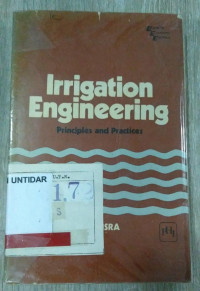 Irrigation
Engineering
Principles and Practices
UNTIDAR
1.7
S
SRA